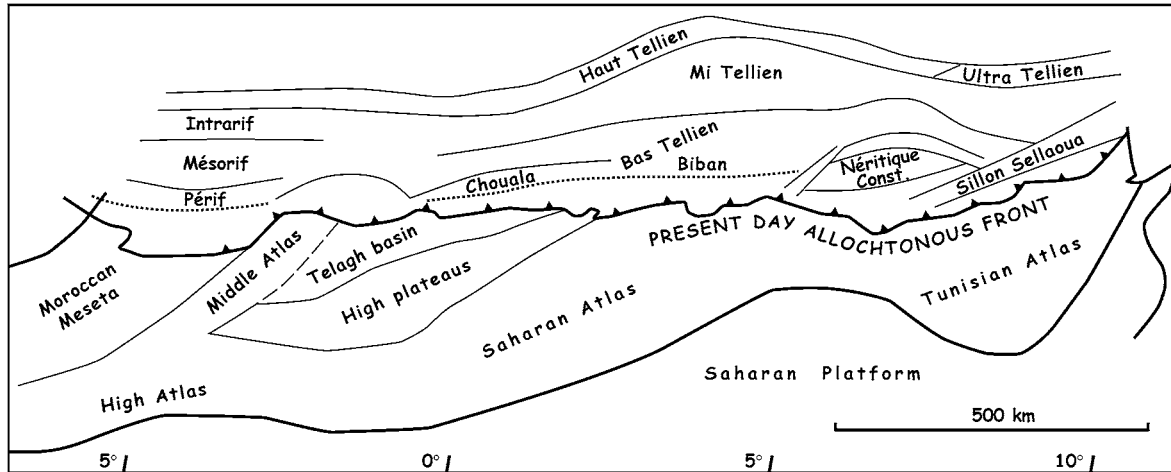 Haut Tellien
Mi Tellien
Ultra Tellien
Intrarif
Mésorif
Périf
Bas Tellien
Chouala
Biban
Néritique
Const.
Sillon Sellaoua
PRESENT DAY ALLOCHTONOUS FRONT
Moroccan
Meseta
Middle Atlas
Telagh basin
High plateaus
Saharan Atlas
Tunisian Atlas
High Atlas
Saharan Platform
500 km
5° 0° 5° 10°